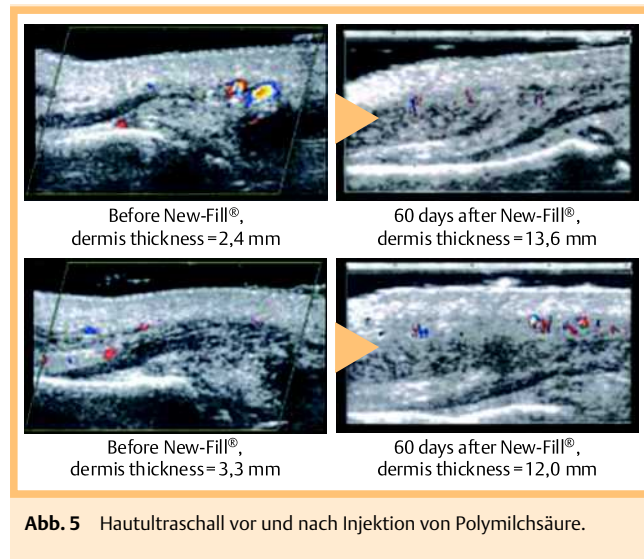 Before New-Fill®,
dermis thickness = 2,4 mm
60 days after New-Fill®,
dermis thickness = 13,6 mm
Before New-Fill®,
dermis thickness = 3,3 mm
60 days after New-Fill®,
dermis thickness = 12,0 mm
Abb. 5 Hautultraschall vor und nach Injektion von Polymilchsäure.